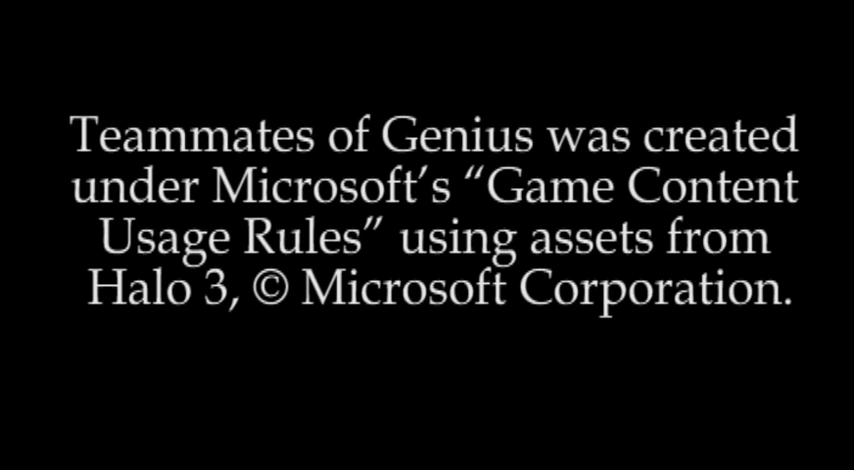 Teammates of Genius was created
under Microsoft’s “Game Content
Usage Rules” using assets from
Halo 3, © Microsoft Corporation.